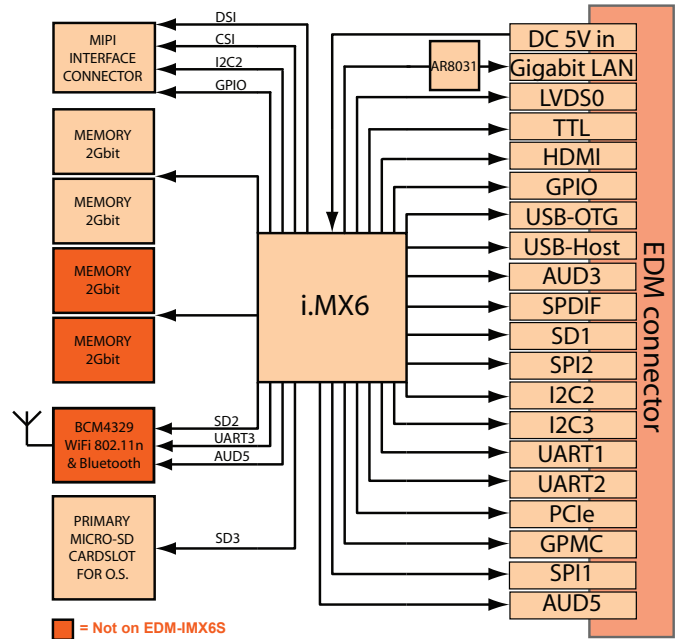 DSI
CSI
I2C2
GPIO
MIPI
INTERFACE
CONNECTOR
MEMORY
2Gbit
MEMORY
2Gbit
MEMORY
2Gbit
MEMORY
2Gbit
BCM4329
WiFi 802.11n
& Bluetooth
SD2
UART3
AUD5
PRIMARY
MICRO-SD
CARDSLOT
FOR O.S.
SD3
= Not on EDM-IMX6S
i.MX6
AR8031
DC 5V in
Gigabit LAN
LVDS0
TTL
HDMI
GPIO
USB-OTG
USB-Host
AUD3
SPDIF
SD1
SPI2
I2C2
I2C3
UART1
UART2
PCIe
GPMC
SPI1
AUD5
EDM connector